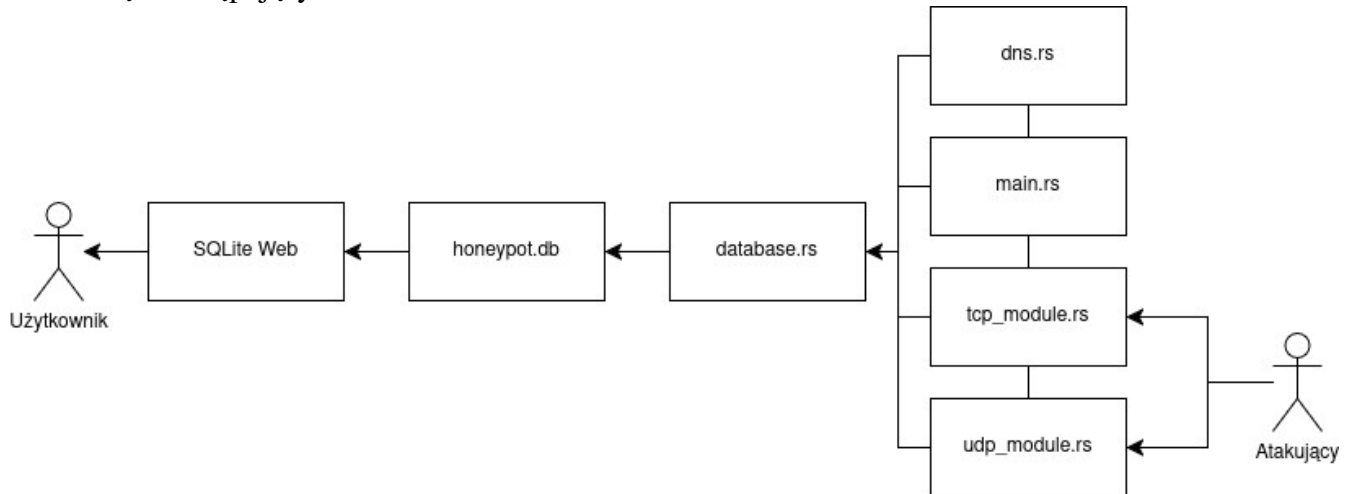 dns.rs
main.rs
SQLite Web
honeypot.db
database.rs
tcp_module.rs
Użytkownik
udp_module.rs
Atakujący